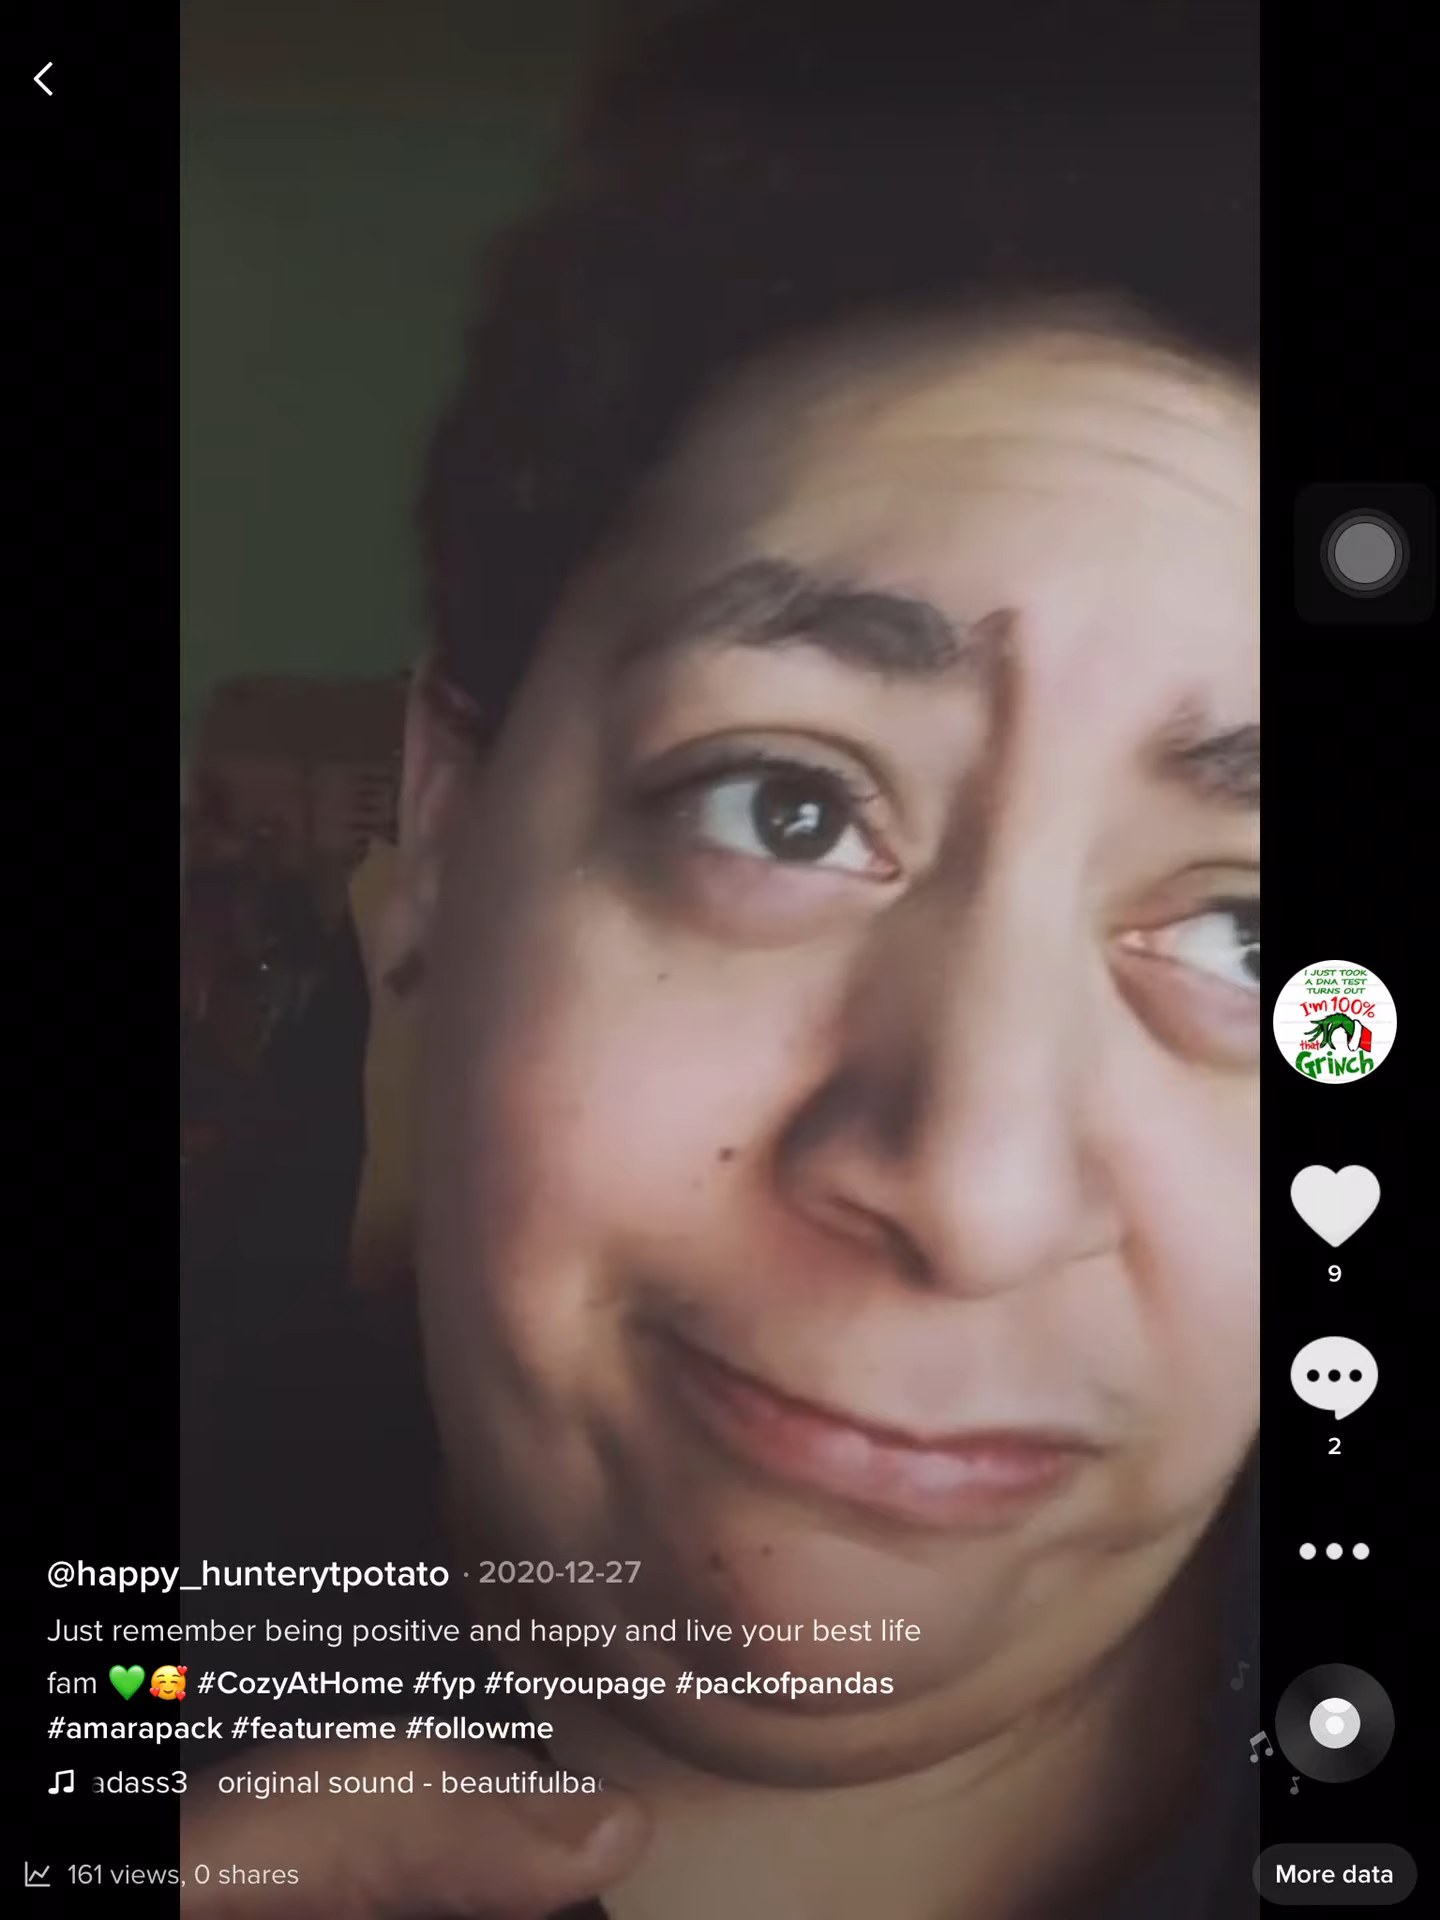 I JUST TOOK
A DNA TEST
TURNS OUT
I'm 100%
that
GriNcH
9
2
@happy_hunterytpotato · 2020-12-27
Just remember being positive and happy and live your best life
fam 💚🥰 #CozyAtHome #fyp #foryoupage #packofpandas
#amarapack #featureme #followme
adass3 original sound - beautifulba
161 views, 0 shares
More data